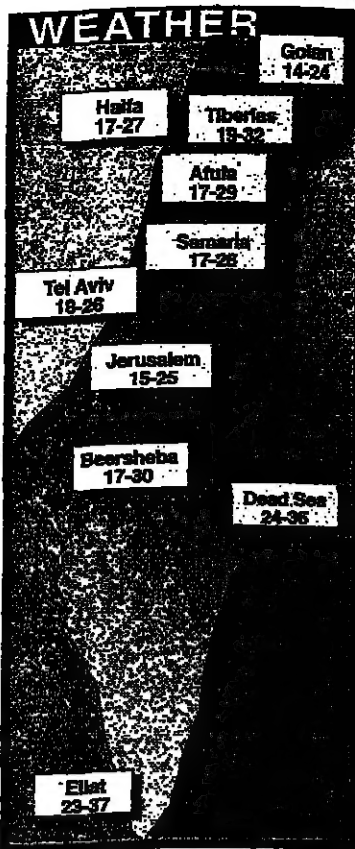 WEATHER
Golan
14-24
Haifa
17-27
Tiberias
19-32
Afula
17-29
Samaria
17-28
Tel Aviv
18-26
Jerusalem
15-25
Beersheba
17-30
Dead Sea
24-35
Eilat
23-37